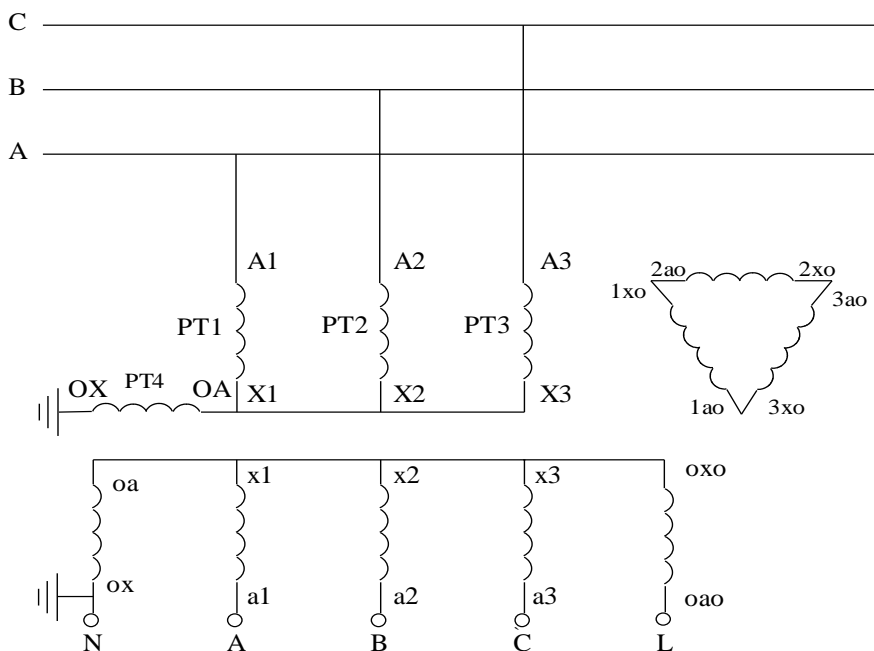 C
B
A
A1 A2 A3
2ao 2xo
1xo 3ao
PT1 PT2 PT3
PT4
OX OA X1 X2 X3
1ao 3xo
oa x1 x2 x3 oxo
ox a1 a2 a3 oao
N A B C L